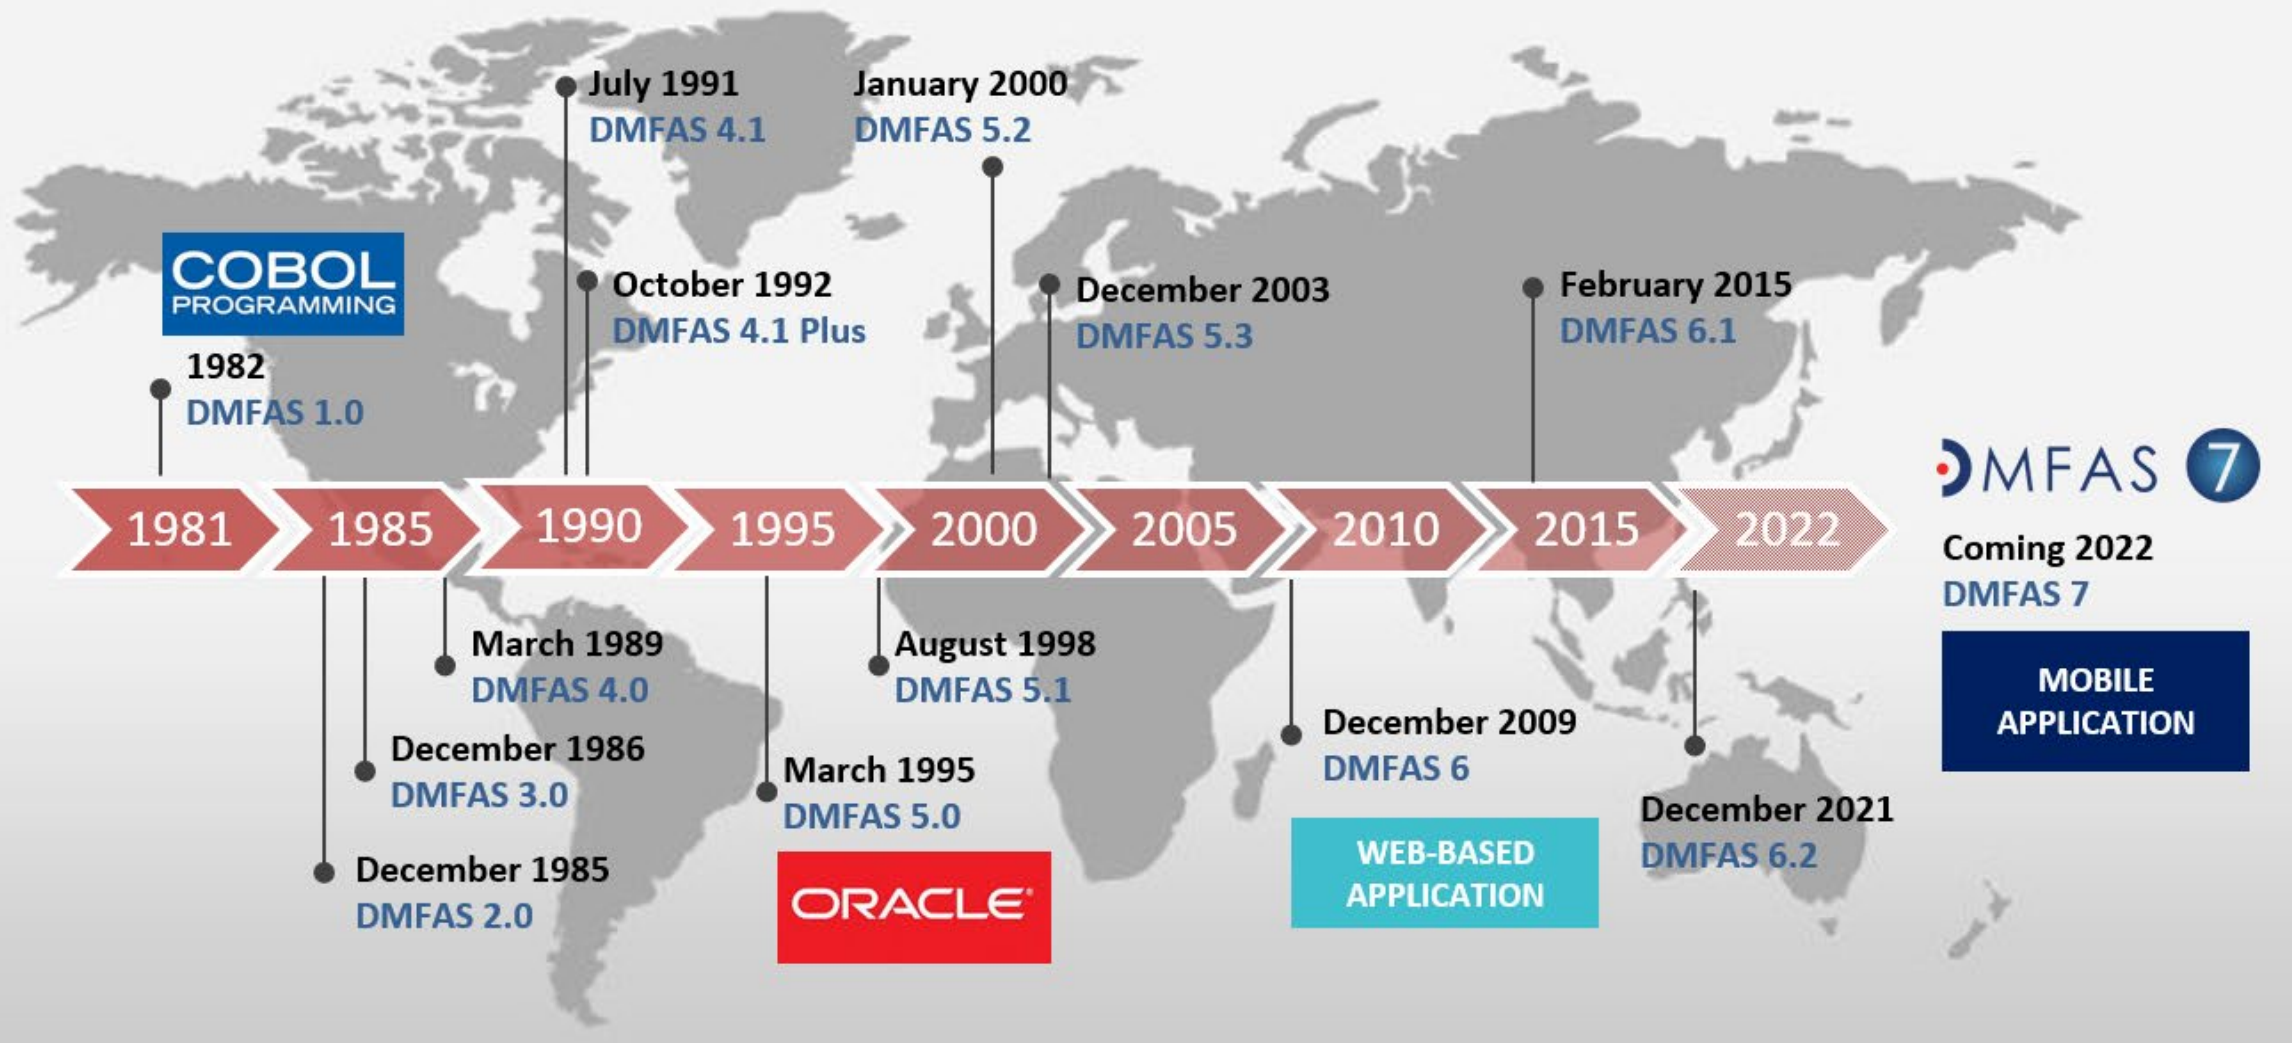 July 1991
DMFAS 4.1
January 2000
DMFAS 5.2
COBOL
PROGRAMMING
1982
DMFAS 1.0
October 1992
DMFAS 4.1 Plus
December 2003
DMFAS 5.3
February 2015
DMFAS 6.1
1981
1985
1990
1995
2000
2005
2010
2015
2022
DMFAS 7
Coming 2022
DMFAS 7
MOBILE
APPLICATION
March 1989
DMFAS 4.0
December 1986
DMFAS 3.0
December 1985
DMFAS 2.0
March 1995
DMFAS 5.0
ORACLE®
August 1998
DMFAS 5.1
December 2009
DMFAS 6
WEB-BASED
APPLICATION
December 2021
DMFAS 6.2